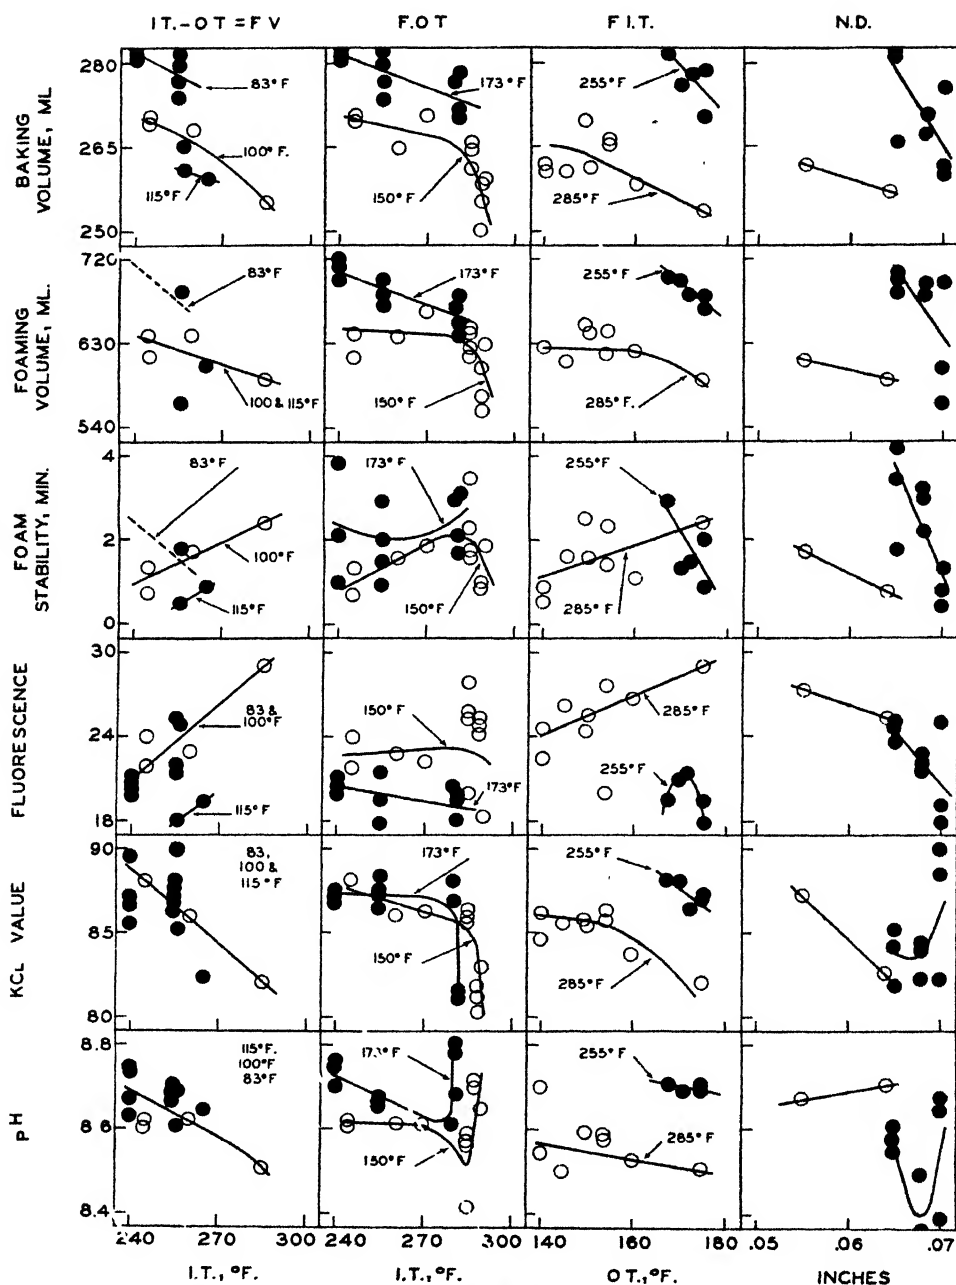 I T. - O T = F V F. O T F I. T. N. D.
BAKING VOLUME, ML
280
265
250
83°F
100°F.
115°F
173°F
150°F
255°F
285°F
FOAMING VOLUME, ML.
720
630
540
83°F
100 & 115°F
173°F
150°F
255°F
285°F.
FOAM STABILITY, MIN.
4
2
0
83°F
100°F
115°F
173°F
150°F
255°F
285°F
FLUORESCENCE
30
24
18
83 &
100°F
115°F
150°F
173°F
285°F
255°F
KCL VALUE
90
85
80
83,
100 &
115°F
173°F
150°F
255°F
285°F
pH
8.8
8.6
8.4
115°F.
100°F
83°F
173°F
150°F
255°F
285°F
240 270 300 240 270 300 140 160 180 .05 .06 .07
I.T., °F. I.T., °F. O T., °F. INCHES